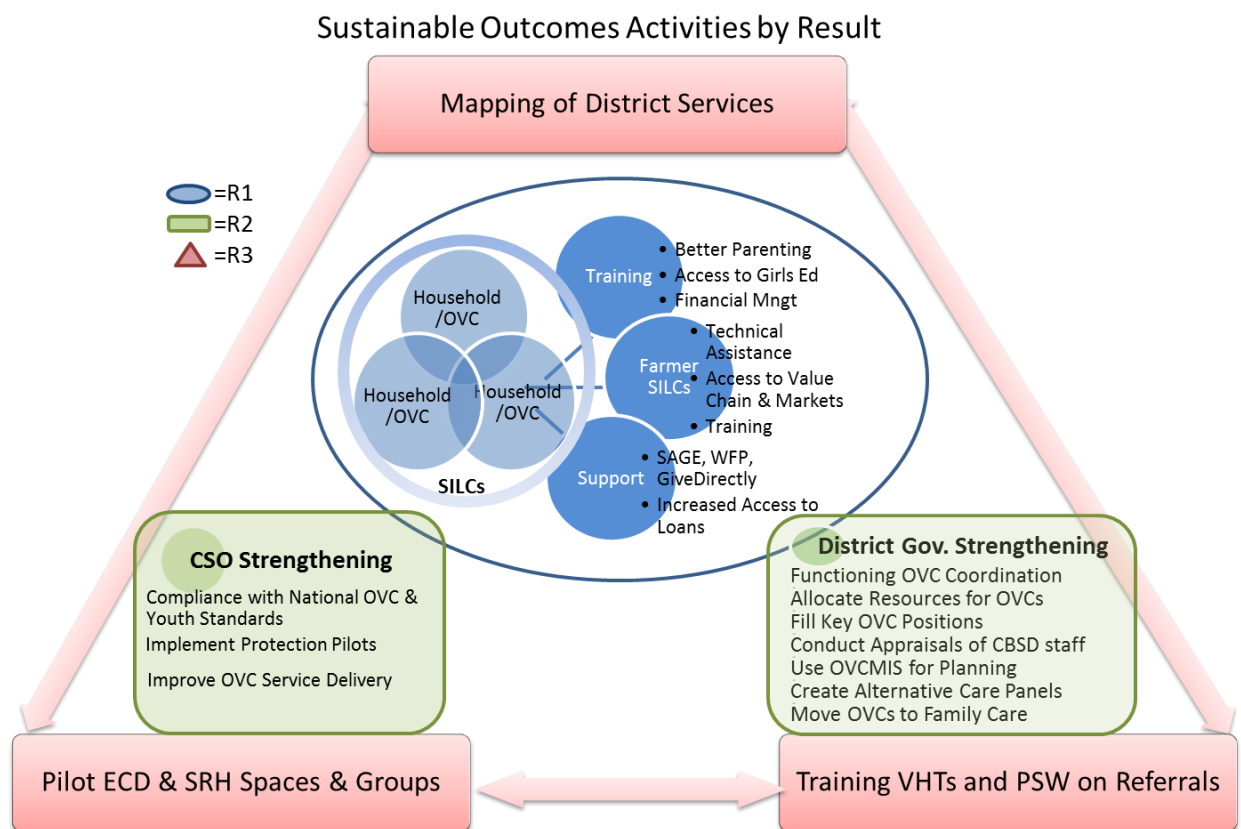 Sustainable Outcomes Activities by Result
Mapping of District Services
=R1
=R2
=R3
Household
/OVC
Household
/OVC
Household
/OVC
SILCs
Training
• Better Parenting
• Access to Girls Ed
• Financial Mngt
Farmer
SILCs
• Technical
Assistance
• Access to Value
Chain & Markets
• Training
Support
• SAGE, WFP,
GiveDirectly
• Increased Access to
Loans
CSO Strengthening
Compliance with National OVC &
Youth Standards
Implement Protection Pilots
Improve OVC Service Delivery
District Gov. Strengthening
Functioning OVC Coordination
Allocate Resources for OVCs
Fill Key OVC Positions
Conduct Appraisals of CBSD staff
Use OVCMIS for Planning
Create Alternative Care Panels
Move OVCs to Family Care
Pilot ECD & SRH Spaces & Groups
Training VHTs and PSW on Referrals